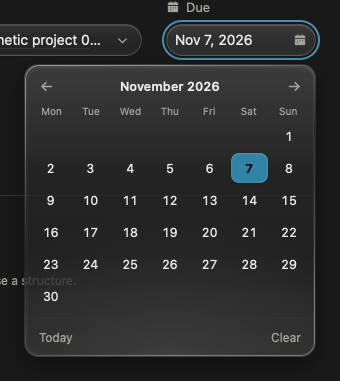 Due
netic project 0...
Nov 7, 2026
November 2026
Mon Tue Wed Thu Fri Sat Sun
1
2 3 4 5 6 7 8
9 10 11 12 13 14 15
16 17 18 19 20 21 22
23 24 25 26 27 28 29
se a structure.
30
Today Clear